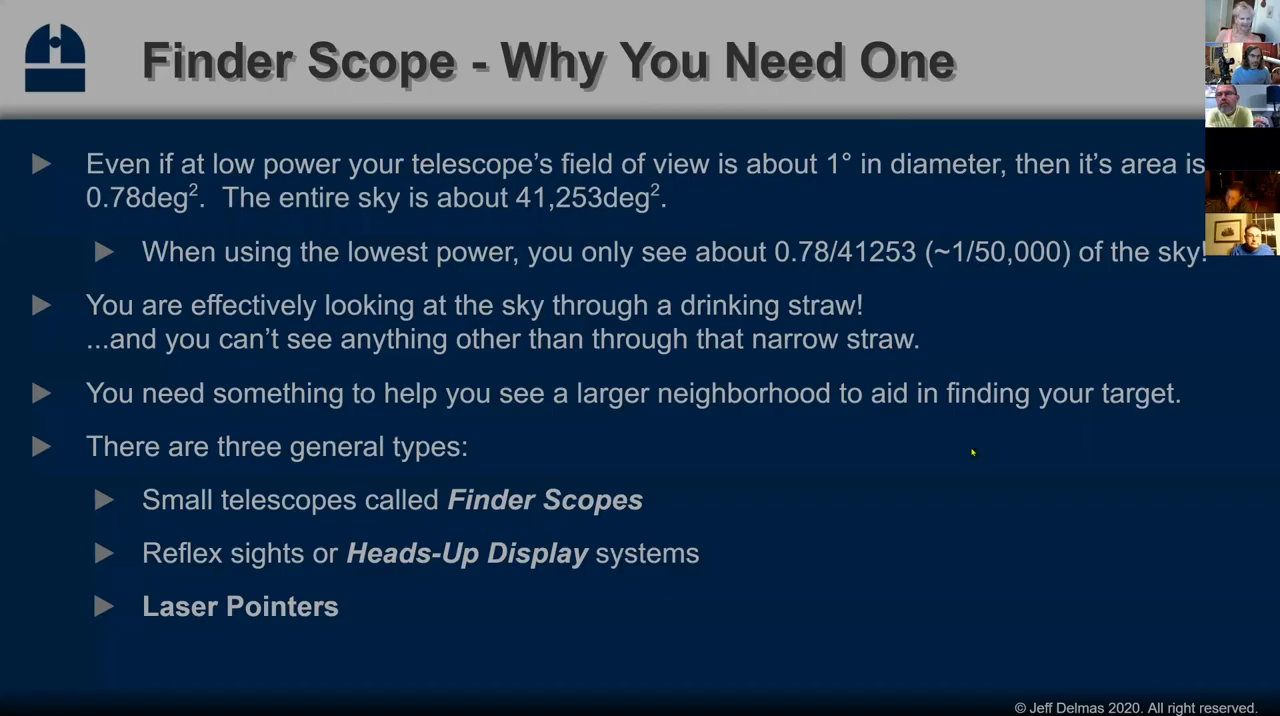 Finder Scope - Why You Need One
Even if at low power your telescope’s field of view is about 1° in diameter, then it’s area is
0.78deg². The entire sky is about 41,253deg².
When using the lowest power, you only see about 0.78/41253 (~1/50,000) of the sky!
You are effectively looking at the sky through a drinking straw!
...and you can’t see anything other than through that narrow straw.
You need something to help you see a larger neighborhood to aid in finding your target.
There are three general types:
Small telescopes called Finder Scopes
Reflex sights or Heads-Up Display systems
Laser Pointers
© Jeff Delmas 2020. All right reserved.